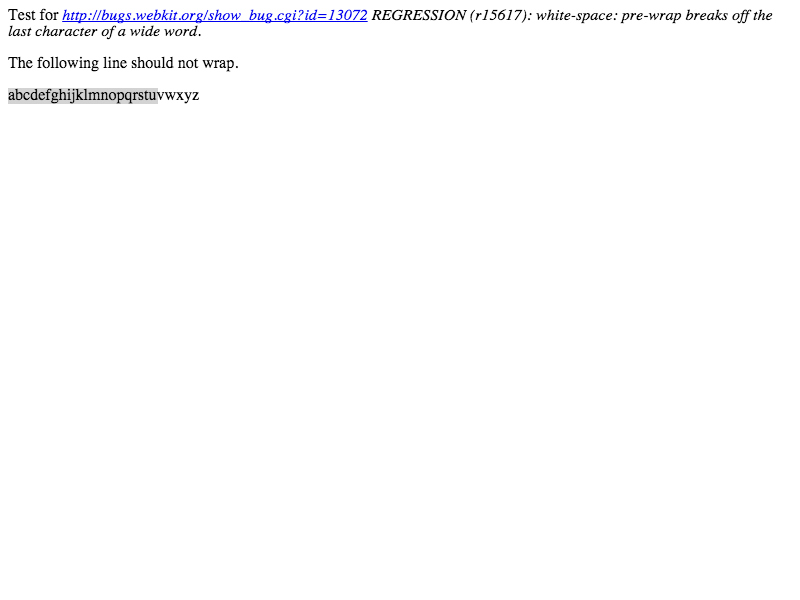 Test for http://bugs.webkit.org/show_bug.cgi?id=13072 REGRESSION (r15617): white-space: pre-wrap breaks off the
last character of a wide word.
The following line should not wrap.
abcdefghijklmnopqrstuvwxyz